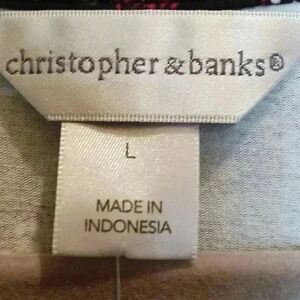 christopher & banks®
L
MADE IN
INDONESIA